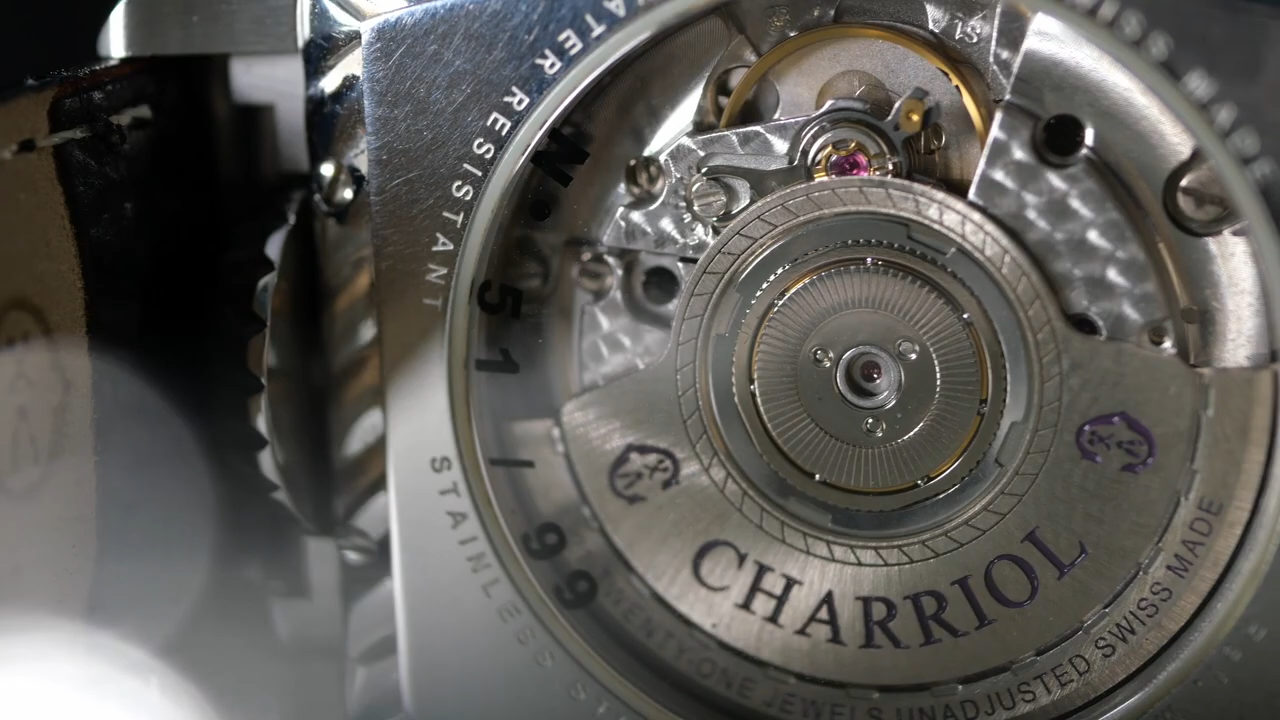 WATER RESISTANT
SWISS MADE
N. 51/99
STAINLESS
CHARRIOL
TWENTY-ONE JEWELS UNADJUSTED SWISS MADE